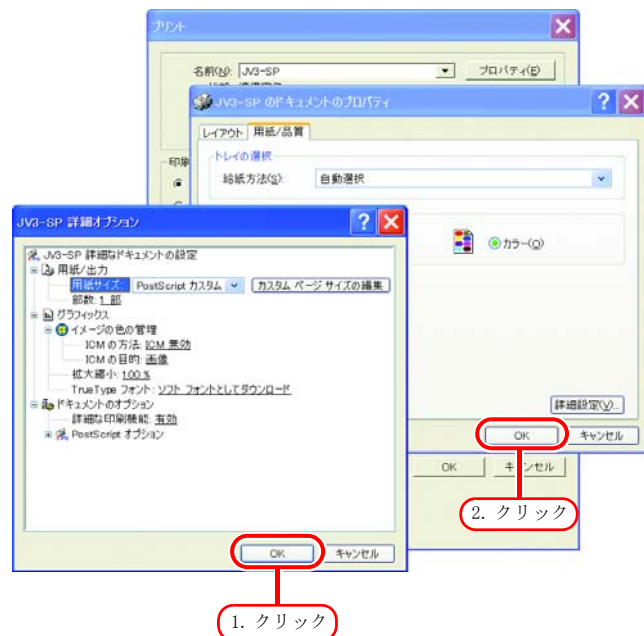 プリント
名前(N): JV3-SP
プロパティ(E)
JV3-SP のドキュメントのプロパティ
レイアウト 用紙/品質
トレイの選択
給紙方法(S): 自動選択
カラー(O)
詳細設定(V)...
OK キャンセル
OK キャンセル
2. クリック
JV3-SP 詳細オプション
JV3-SP 詳細なドキュメントの設定
用紙/出力
用紙サイズ: PostScript カスタム カスタム ページ サイズの編集
部数: 1 部
グラフィックス
イメージの色の管理
ICM の方法: ICM 無効
ICM の目的: 画像
拡大縮小: 100 %
TrueType フォント: ソフト フォントとしてダウンロード
ドキュメントのオプション
詳細な印刷機能: 有効
PostScript オプション
OK キャンセル
1. クリック